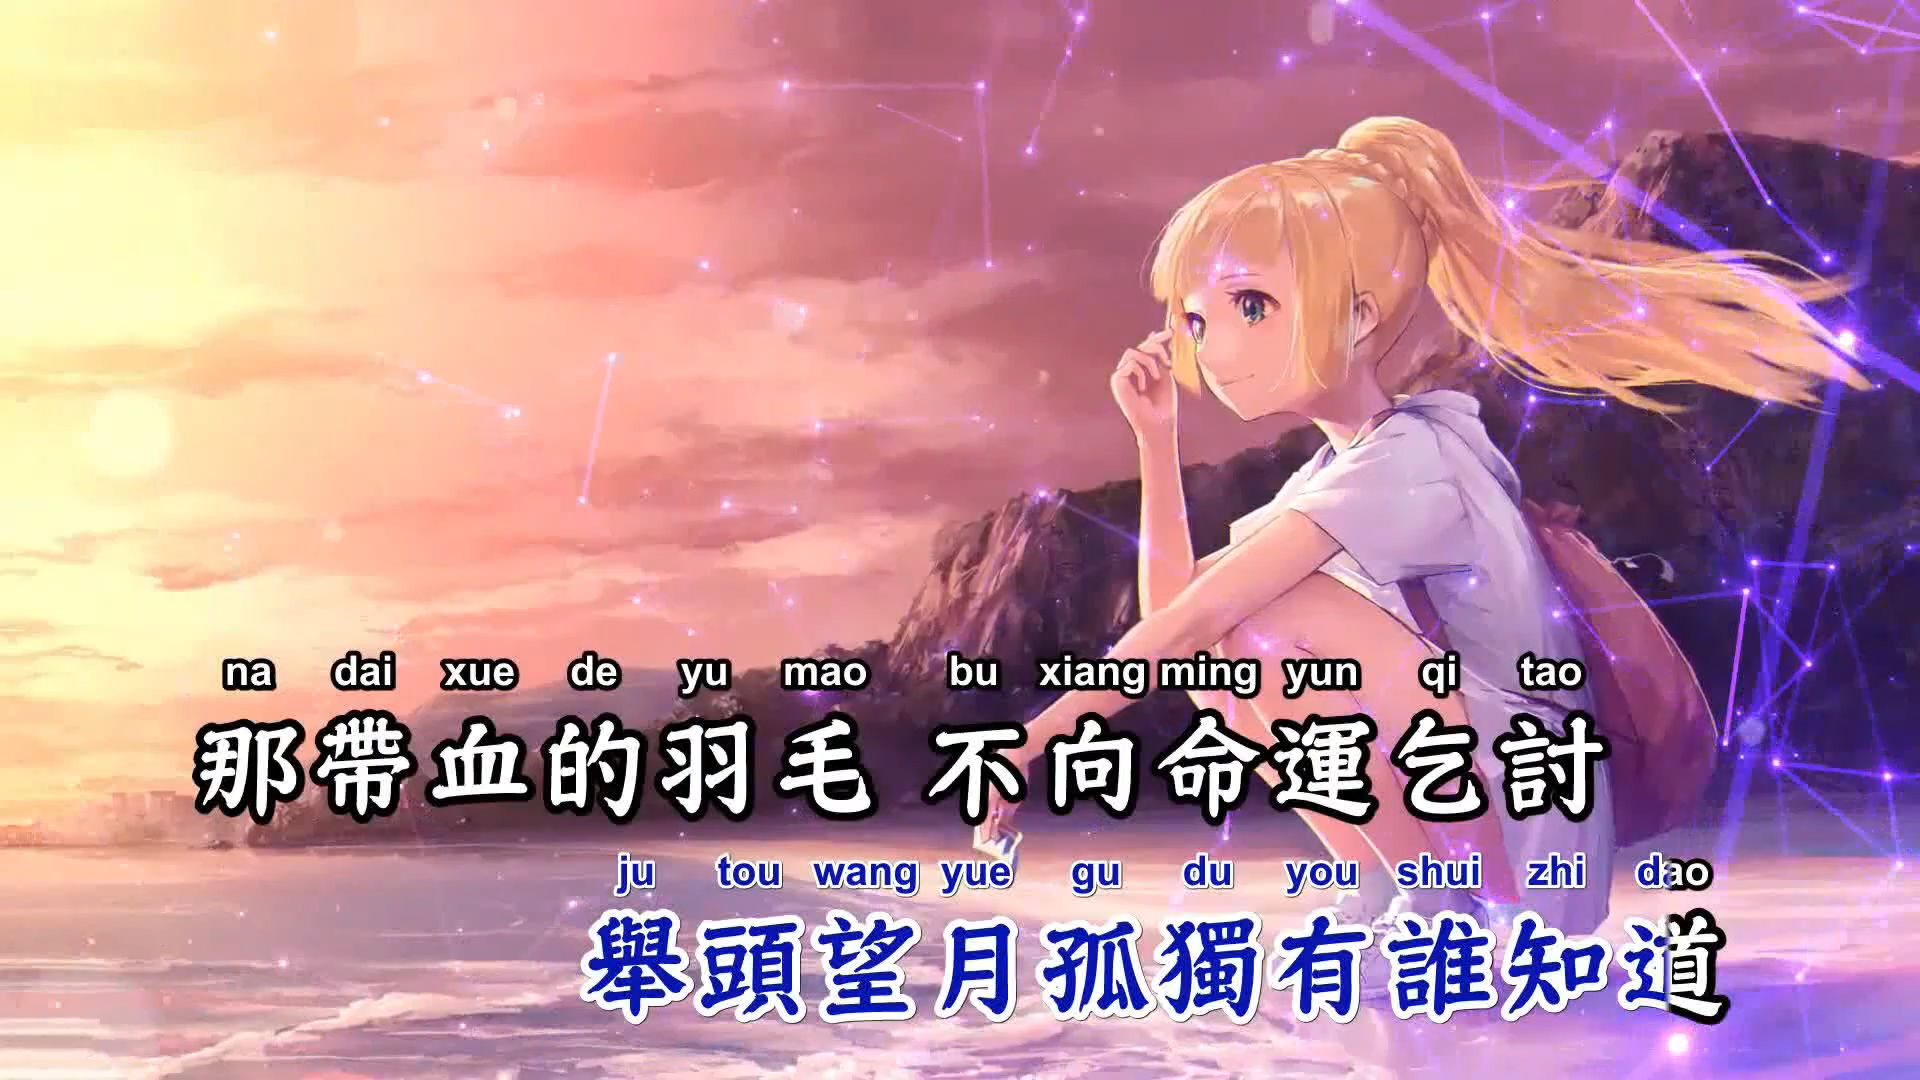 na dai xue de yu mao bu xiang ming yun qi tao
那帶血的羽毛 不向命運乞討
ju tou wang yue gu du you shui zhi dao
舉頭望月孤獨有誰知道